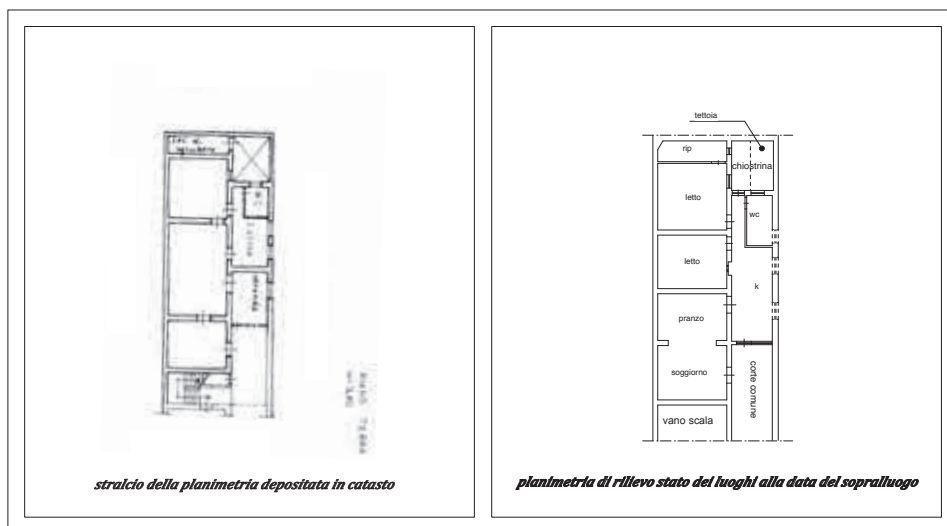 stralcio della planimetria depositata in catasto
tettoia
rip
chiostrina
letto
wc
letto
k
pranzo
soggiorno
corte comune
vano scala
planimetria di rilievo stato dei luoghi alla data del sopralluogo